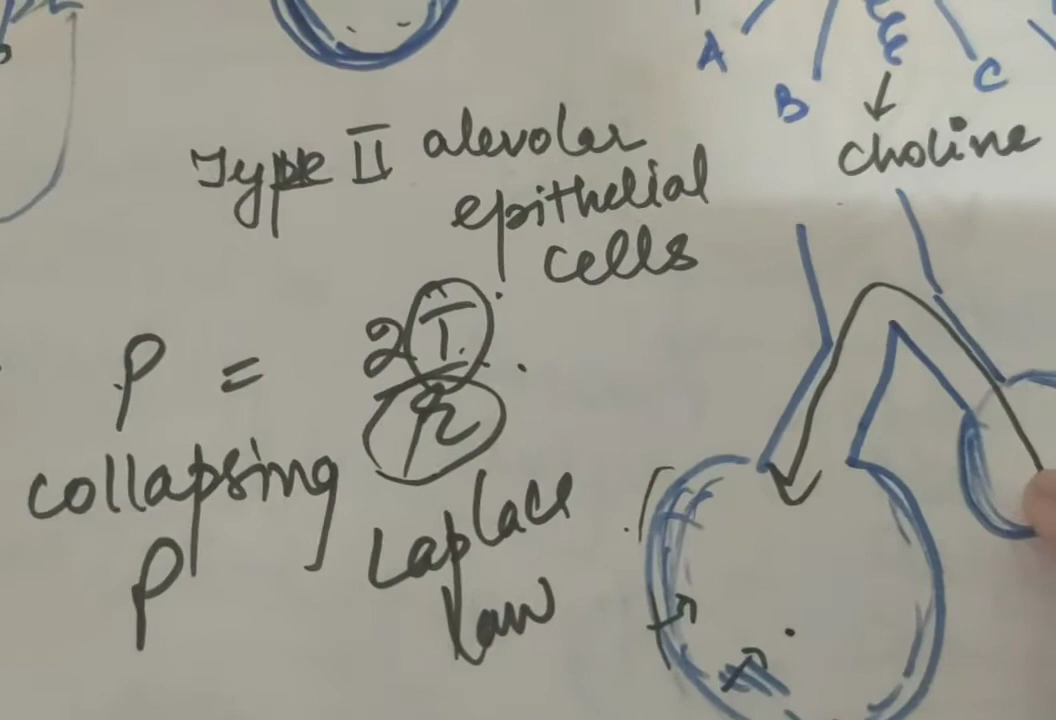 A
B
C
choline
Type II alevolar
epithelial
cells
P = 2T
r
collapsing
P
Laplace
law